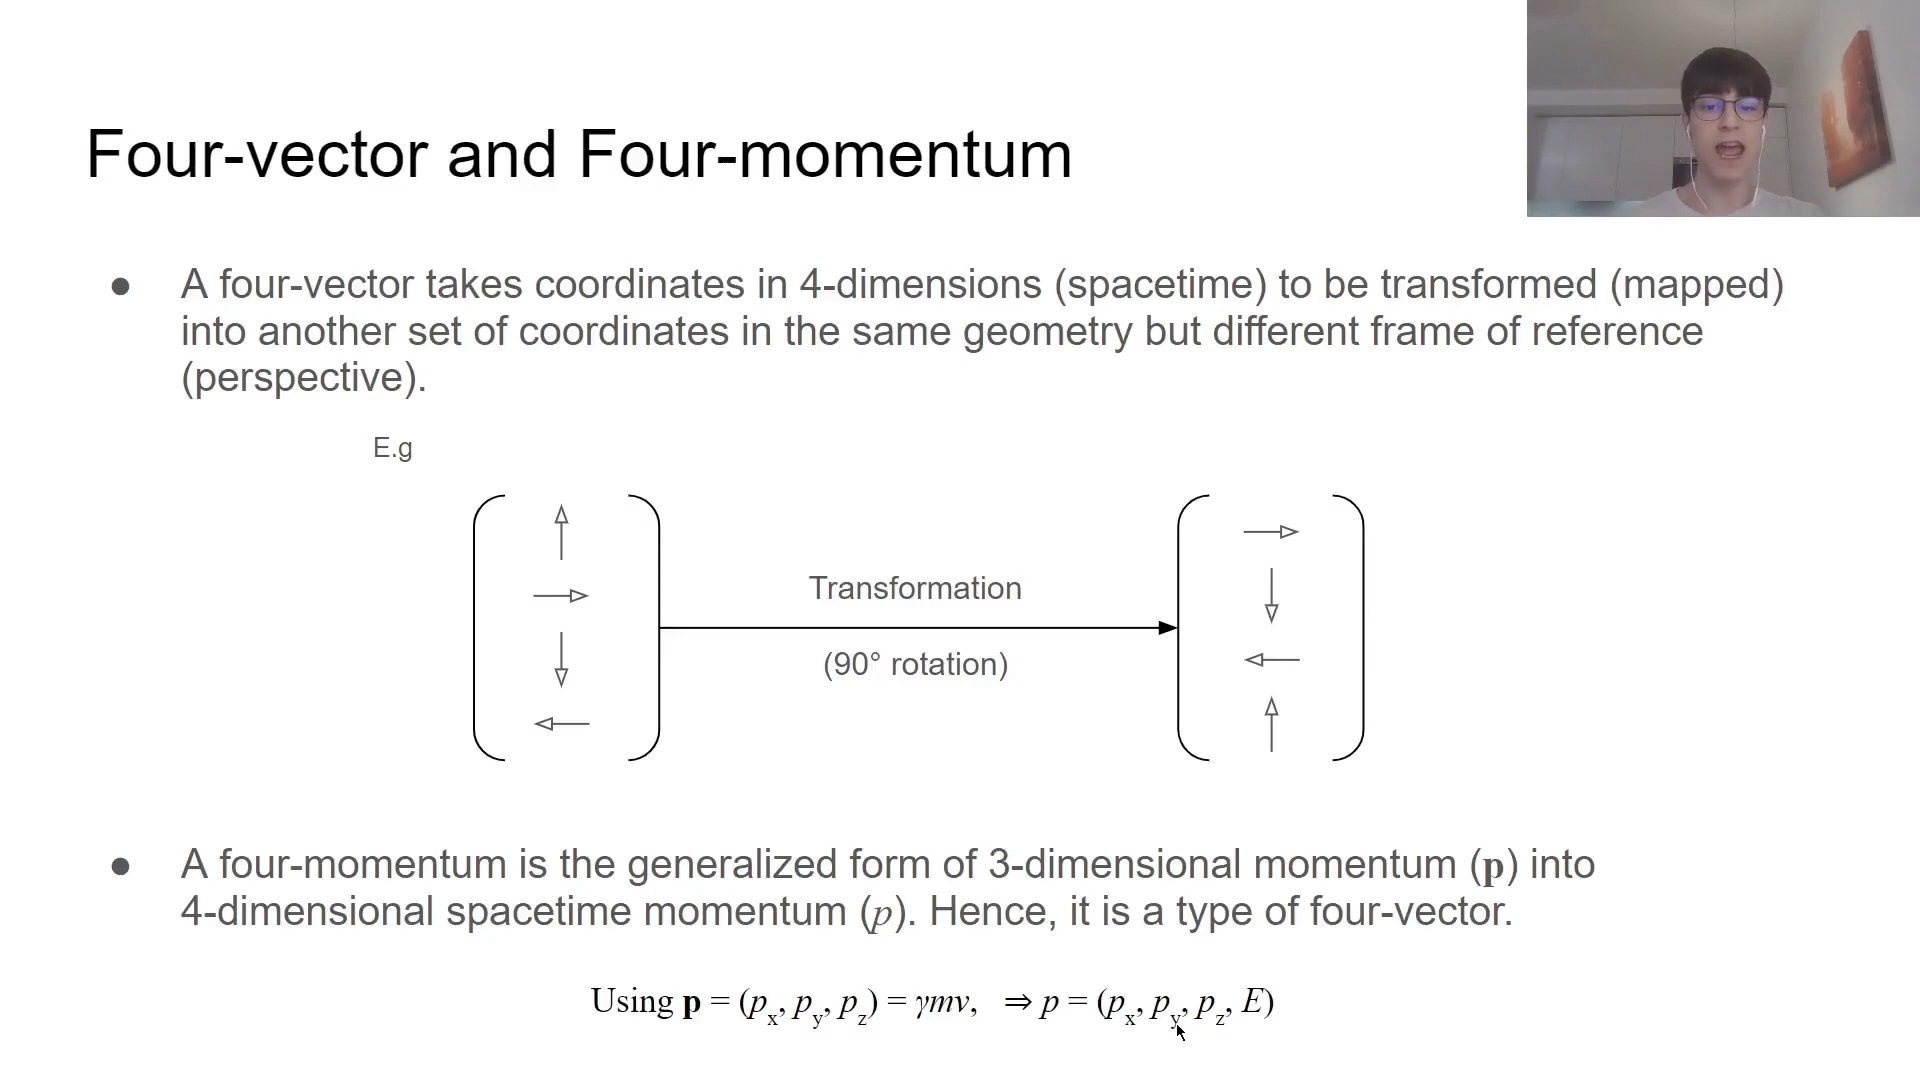 Four-vector and Four-momentum
● A four-vector takes coordinates in 4-dimensions (spacetime) to be transformed (mapped)
into another set of coordinates in the same geometry but different frame of reference
(perspective).
E.g
Transformation
(90° rotation)
● A four-momentum is the generalized form of 3-dimensional momentum (p) into
4-dimensional spacetime momentum (p). Hence, it is a type of four-vector.
Using p = (pₓ, p_y, p_z) = γmv, ⇒ p = (pₓ, p_y, p_z, E)